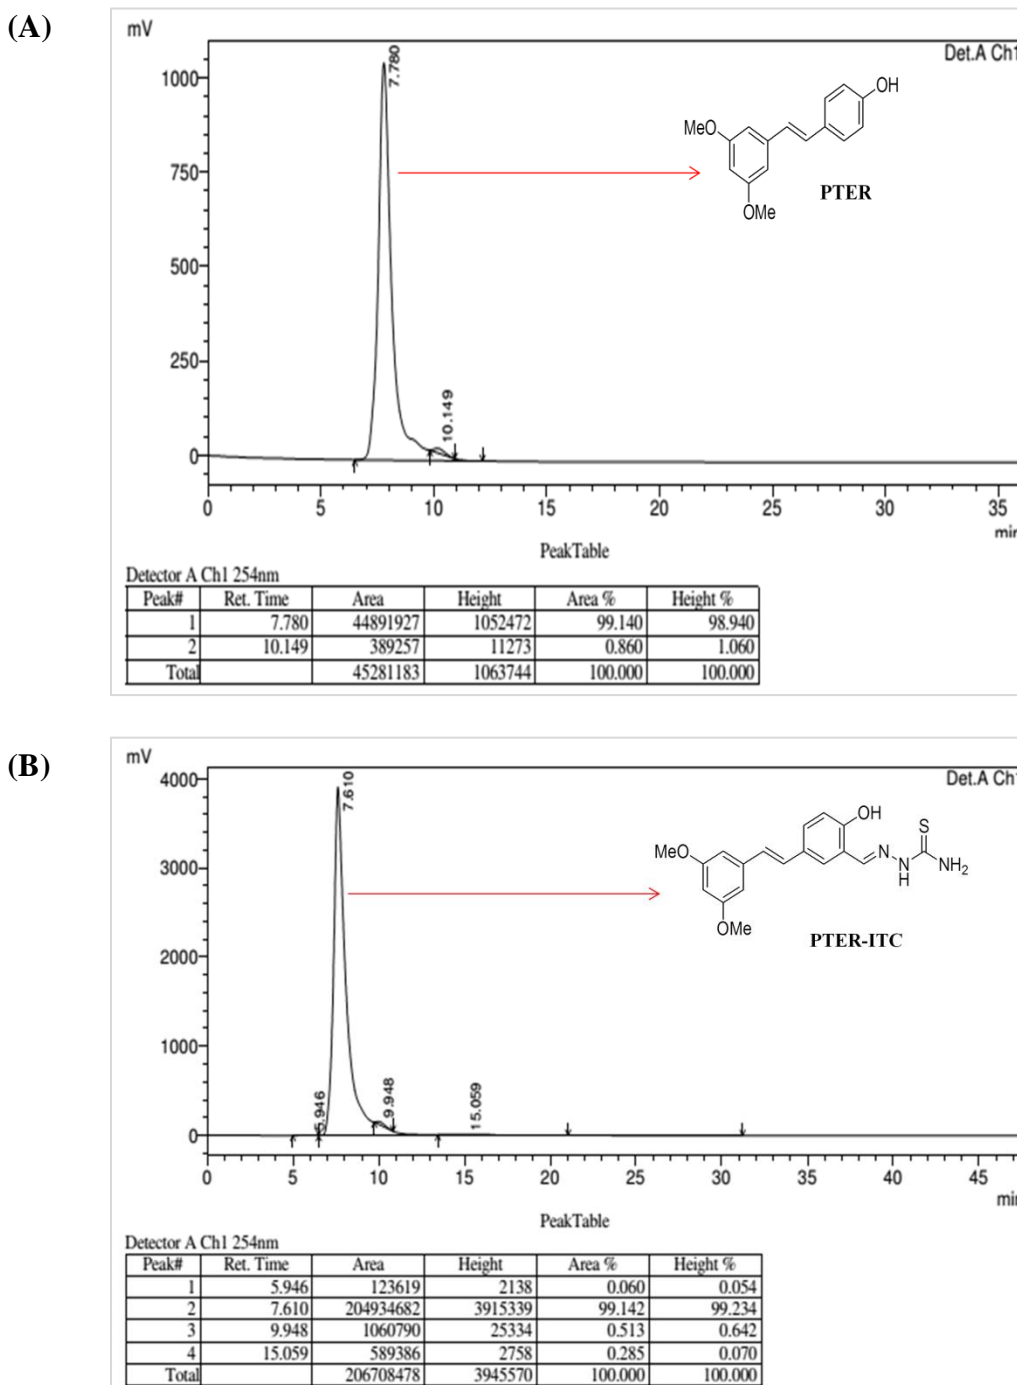 (A)
mV
Det.A Ch1
7.780
1000
750
500
250
0
10.149
OH
MeO
OMe
PTER
0 5 10 15 20 25 30 35
min
PeakTable
Detector A Ch1 254nm
Peak# Ret. Time Area Height Area % Height %
1 7.780 44891927 1052472 99.140 98.940
2 10.149 389257 11273 0.860 1.060
Total 45281183 1063744 100.000 100.000
(B)
mV
Det.A Ch1
7.610
4000
3000
2000
1000
0
5.946
9.948
15.059
OH
S
MeO
N
NH
NH2
OMe
PTER-ITC
0 5 10 15 20 25 30 35 40 45
min
PeakTable
Detector A Ch1 254nm
Peak# Ret. Time Area Height Area % Height %
1 5.946 123619 2138 0.060 0.054
2 7.610 204934682 3915339 99.142 99.234
3 9.948 1060790 25334 0.513 0.642
4 15.059 589386 2758 0.285 0.070
Total 206708478 3945570 100.000 100.000